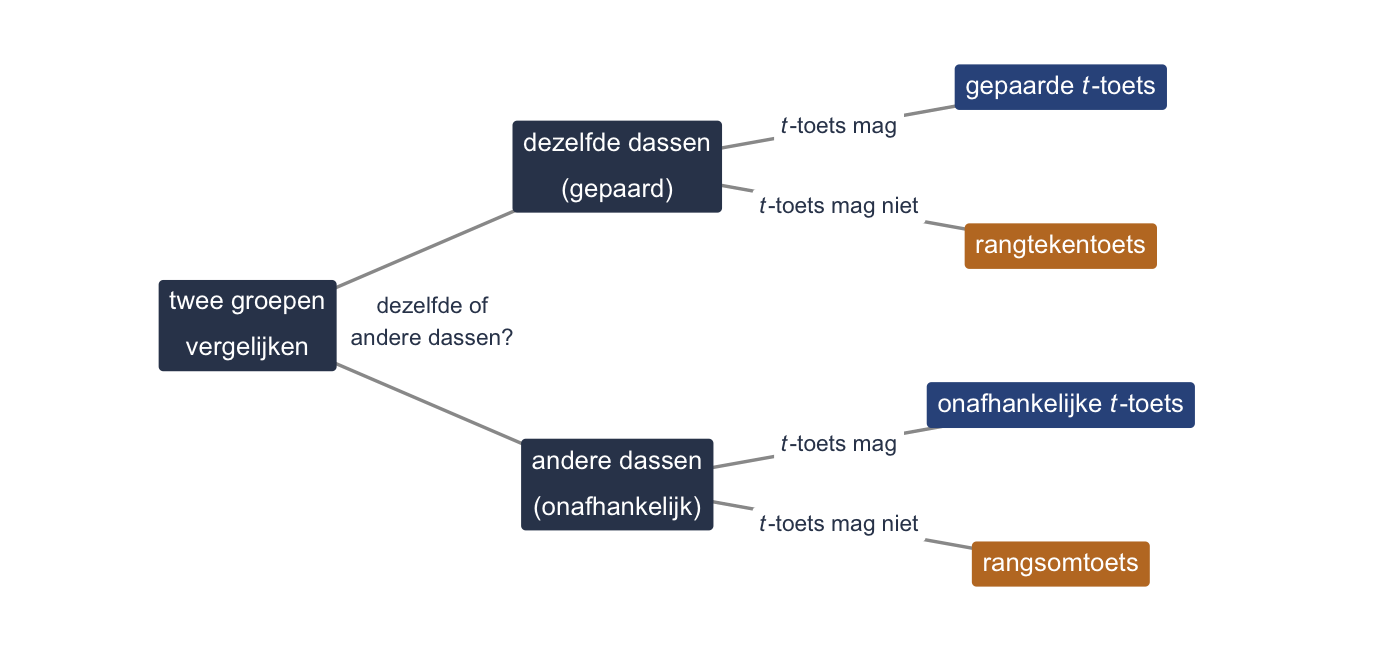 twee groepen
vergelijken
dezelfde of
andere dassen?
dezelfde dassen
(gepaard)
t-toets mag
gepaarde t-toets
t-toets mag niet
rangtekentoets
andere dassen
(onafhankelijk)
t-toets mag
onafhankelijke t-toets
t-toets mag niet
rangsomtoets